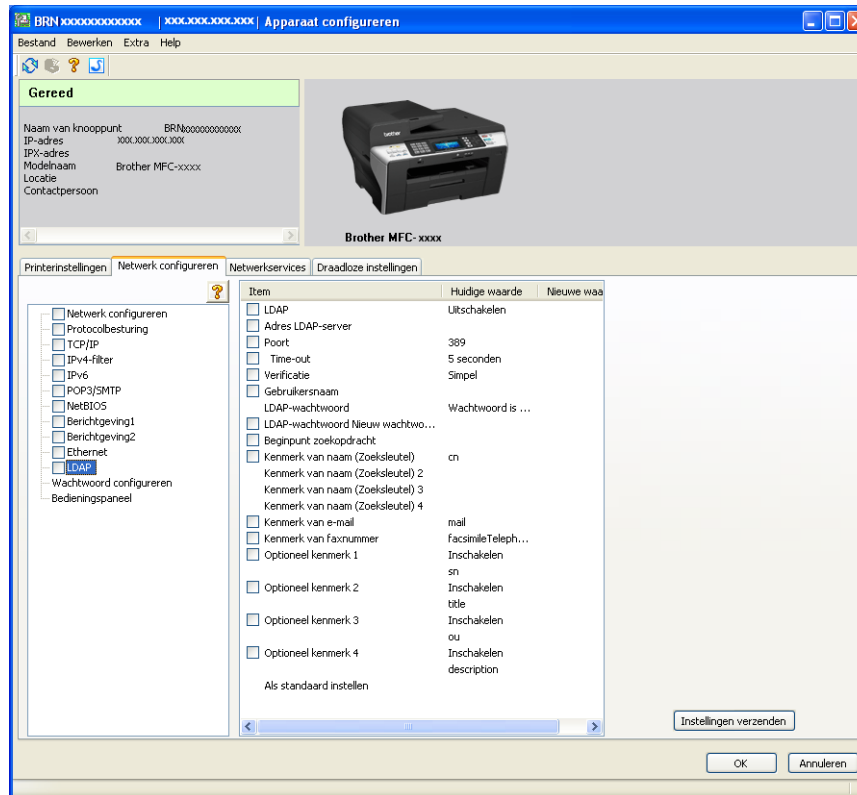 BRN xxxxxxxxxxxx | xxx.xxx.xxx.xxx | Apparaat configureren
Bestand Bewerken Extra Help
Gereed
Naam van knooppunt BRNxxxxxxxxxxxx
IP-adres xxx.xxx.xxx.xxx
IPX-adres
Modelnaam Brother MFC-xxxx
Locatie
Contactpersoon
brother
Brother MFC-xxxx
Printerinstellingen Netwerk configureren Netwerkservices Draadloze instellingen
Netwerk configureren
Protocolbesturing
TCP/IP
IPv4-filter
IPv6
POP3/SMTP
NetBIOS
Berichtgeving1
Berichtgeving2
Ethernet
LDAP
Wachtwoord configureren
Bedieningspaneel
Item Huidige waarde Nieuwe waa
LDAP Uitschakelen
Adres LDAP-server
Poort 389
Time-out 5 seconden
Verificatie Simpel
Gebruikersnaam
LDAP-wachtwoord Wachtwoord is ...
LDAP-wachtwoord Nieuw wachtwo...
Beginpunt zoekopdracht
Kenmerk van naam (Zoeksleutel) cn
Kenmerk van naam (Zoeksleutel) 2
Kenmerk van naam (Zoeksleutel) 3
Kenmerk van naam (Zoeksleutel) 4
Kenmerk van e-mail mail
Kenmerk van faxnummer facsimileTeleph...
Optioneel kenmerk 1 Inschakelen
sn
Optioneel kenmerk 2 Inschakelen
title
Optioneel kenmerk 3 Inschakelen
ou
Optioneel kenmerk 4 Inschakelen
description
Als standaard instellen
Instellingen verzenden
OK Annuleren